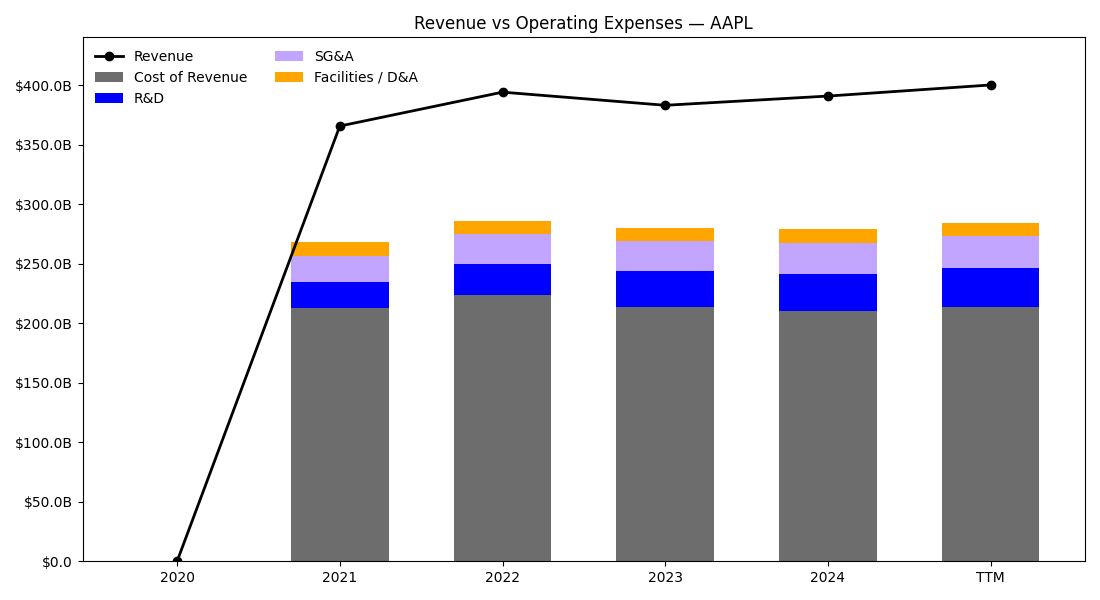 Revenue vs Operating Expenses — AAPL
Revenue
Cost of Revenue
R&D
SG&A
Facilities / D&A
$400.0B
$350.0B
$300.0B
$250.0B
$200.0B
$150.0B
$100.0B
$50.0B
$0.0
2020 2021 2022 2023 2024 TTM